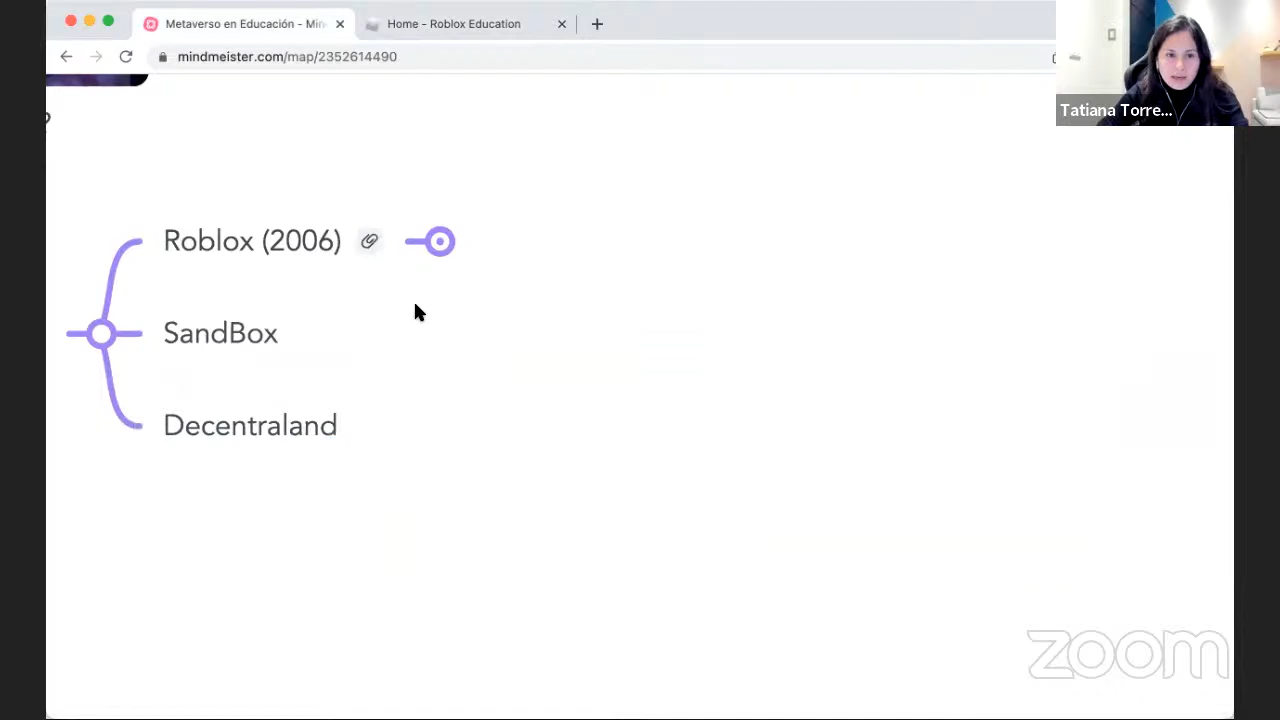 Metaverso en Educación - Min
Home - Roblox Education
mindmeister.com/map/2352614490
Tatiana Torre...
?
Roblox (2006)
SandBox
Decentraland
zoom